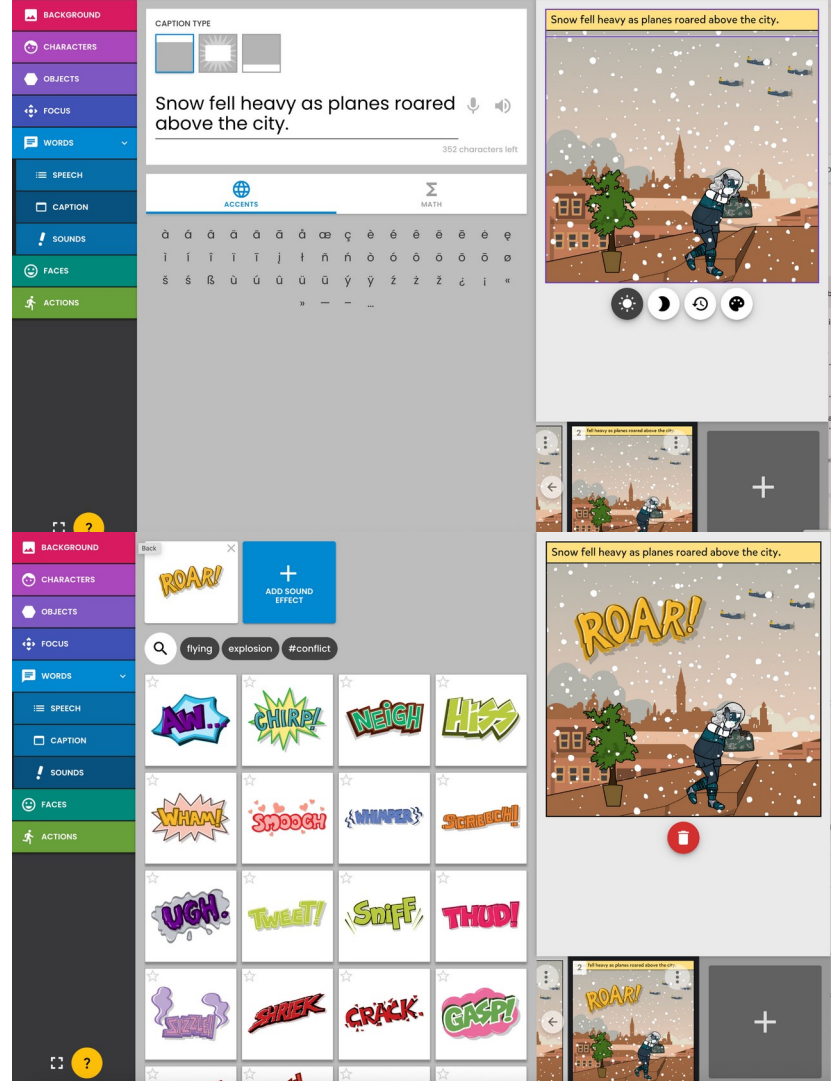 BACKGROUND
CHARACTERS
OBJECTS
FOCUS
WORDS
SPEECH
CAPTION
SOUNDS
FACES
ACTIONS
?
CAPTION TYPE
Snow fell heavy as planes roared
above the city.
352 characters left
ACCENTS
Σ
MATH
Snow fell heavy as planes roared above the city.
2
fell heavy as planes roared above the city.
+
BACKGROUND
CHARACTERS
OBJECTS
FOCUS
WORDS
SPEECH
CAPTION
SOUNDS
FACES
ACTIONS
?
Back
ROAR!
+
ADD SOUND
EFFECT
flying explosion #conflict
AW... CHIRP! NEIGH HISS
WHAM! SMOOCH WHIMPER SCREECH!
UGH. TWEET! SNIFF THUD!
SIZZLE! SHRIEK CRACK. GASP!
Snow fell heavy as planes roared above the city.
ROAR!
2
fell heavy as planes roared above the city.
ROAR!
+